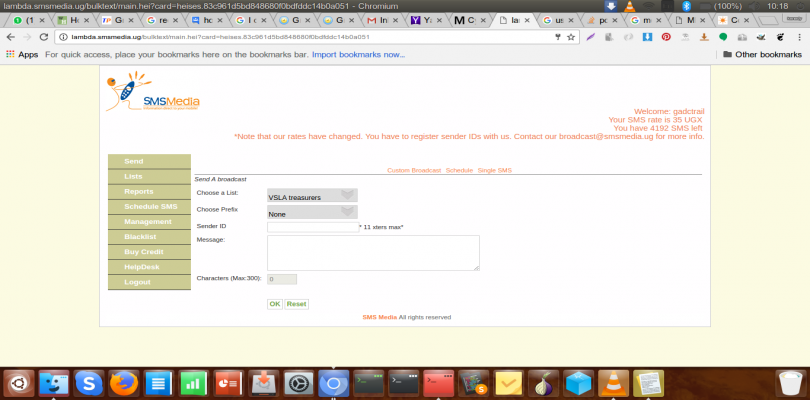 lambda.smsmedia.ug/bulktext/main.hei?card=heises.83c961d5bd848680f0bdfddc14b0a051 - Chromium
(100%)
10:18
lambda.smsmedia.ug/bulktext/main.hei?card=heises.83c961d5bd848680f0bdfddc14b0a051
Apps For quick access, place your bookmarks here on the bookmarks bar. Import bookmarks now...
Other bookmarks
SMSMedia
Welcome: gadctrail
Your SMS rate is 35 UGX
You have 4192 SMS left
*Note that our rates have changed. You have to register sender IDs with us. Contact our broadcast@smsmedia.ug for more info.
Send
Lists
Reports
Schedule SMS
Management
Blacklist
Buy Credit
HelpDesk
Logout
Custom Broadcast Schedule Single SMS
Send A broadcast
Choose a List: VSLA treasurers
Choose Prefix None
Sender ID * 11 xters max*
Message:
Characters (Max:300): 0
OK Reset
SMS Media All rights reserved